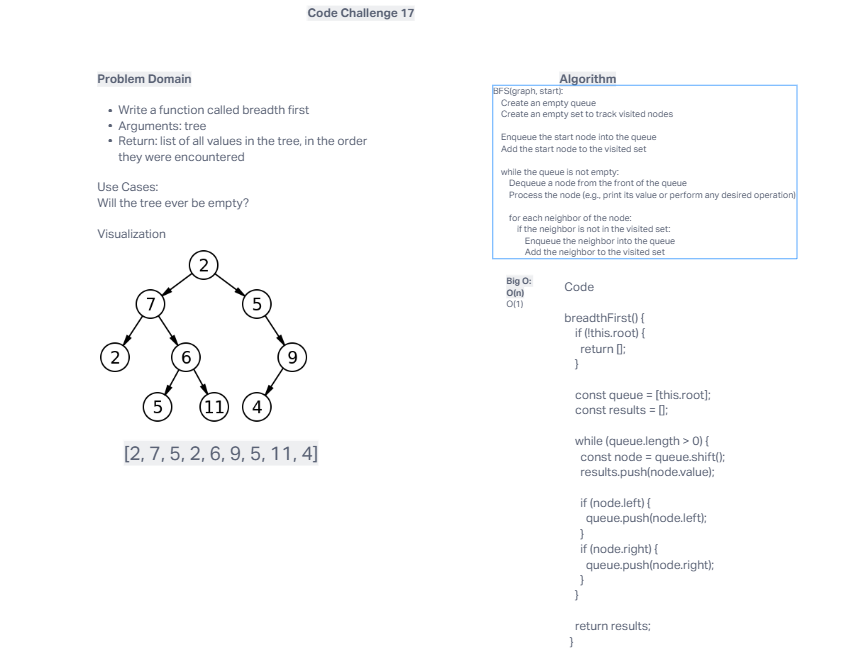 Code Challenge 17
Problem Domain
• Write a function called breadth first
• Arguments: tree
• Return: list of all values in the tree, in the order
they were encountered
Use Cases:
Will the tree ever be empty?
Visualization
2
7
5
2
6
9
5
11
4
[2, 7, 5, 2, 6, 9, 5, 11, 4]
Algorithm
BFS(graph, start):
Create an empty queue
Create an empty set to track visited nodes
Enqueue the start node into the queue
Add the start node to the visited set
while the queue is not empty:
Dequeue a node from the front of the queue
Process the node (e.g., print its value or perform any desired operation)
for each neighbor of the node:
if the neighbor is not in the visited set:
Enqueue the neighbor into the queue
Add the neighbor to the visited set
Big O:
O(n)
O(1)
Code
breadthFirst() {
if (!this.root) {
return [];
}
const queue = [this.root];
const results = [];
while (queue.length > 0) {
const node = queue.shift();
results.push(node.value);
if (node.left) {
queue.push(node.left);
}
if (node.right) {
queue.push(node.right);
}
}
return results;
}